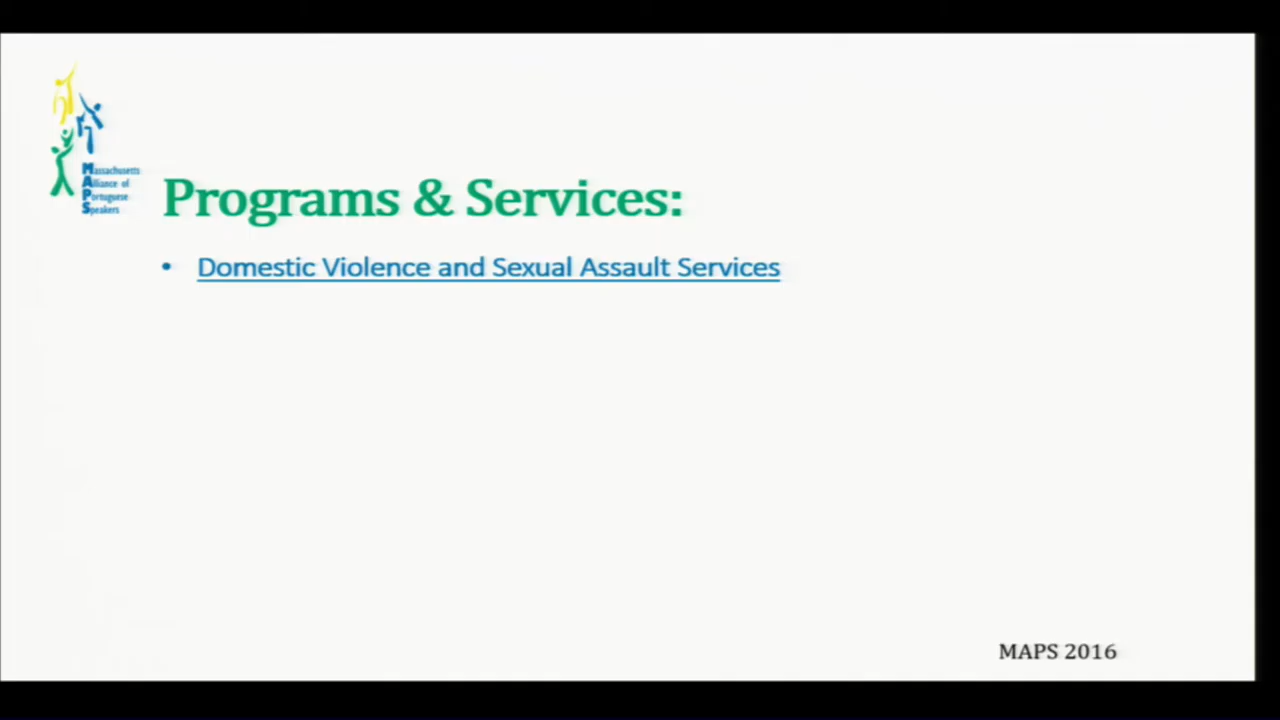 Massachusetts
Alliance of
Portuguese
Speakers
Programs & Services:
• Domestic Violence and Sexual Assault Services
MAPS 2016